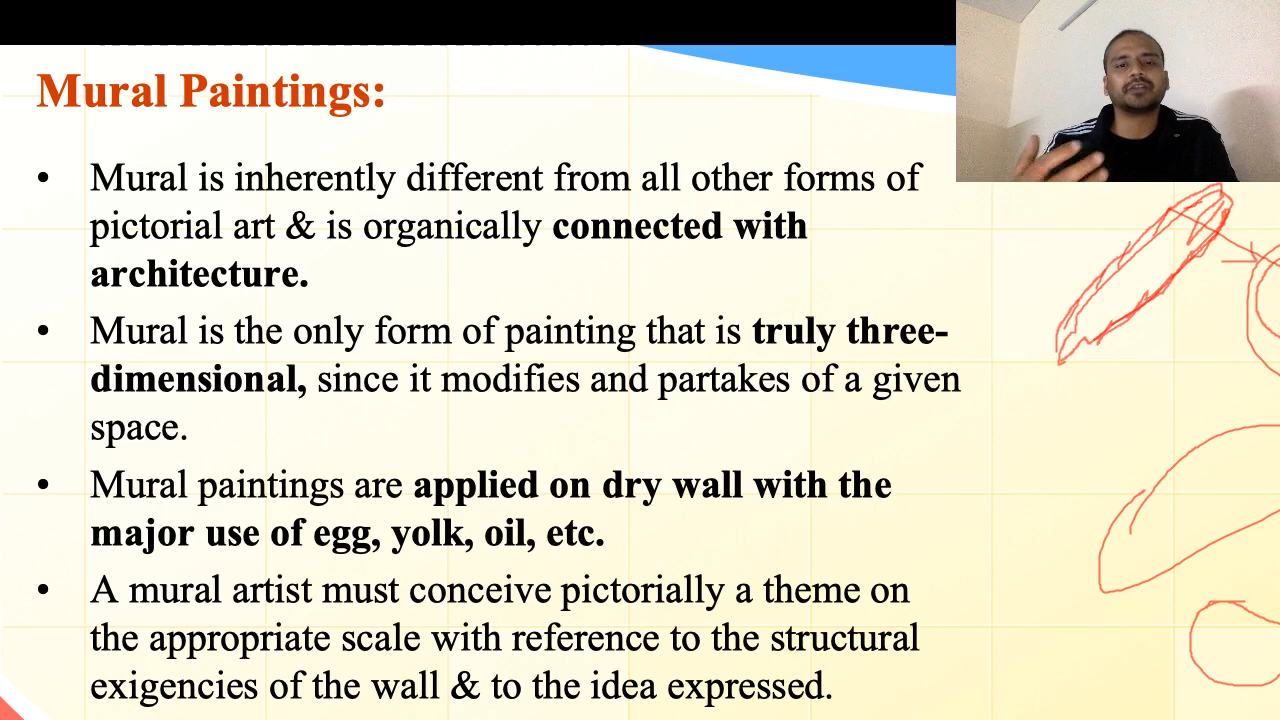 Mural Paintings:
• Mural is inherently different from all other forms of
pictorial art & is organically connected with
architecture.
• Mural is the only form of painting that is truly three-
dimensional, since it modifies and partakes of a given
space.
• Mural paintings are applied on dry wall with the
major use of egg, yolk, oil, etc.
• A mural artist must conceive pictorially a theme on
the appropriate scale with reference to the structural
exigencies of the wall & to the idea expressed.